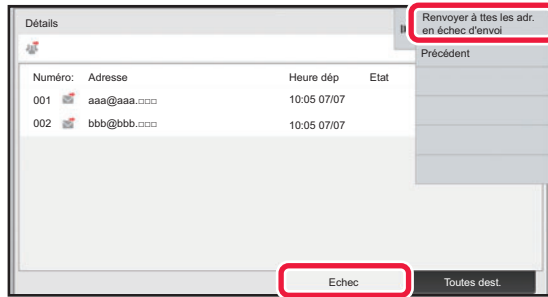 Détails
Renvoyer à ttes les adr.
en échec d'envoi
Précédent
Numéro: Adresse Heure dép Etat
001 aaa@aaa.□□□ 10:05 07/07
002 bbb@bbb.□□□ 10:05 07/07
Echec Toutes dest.